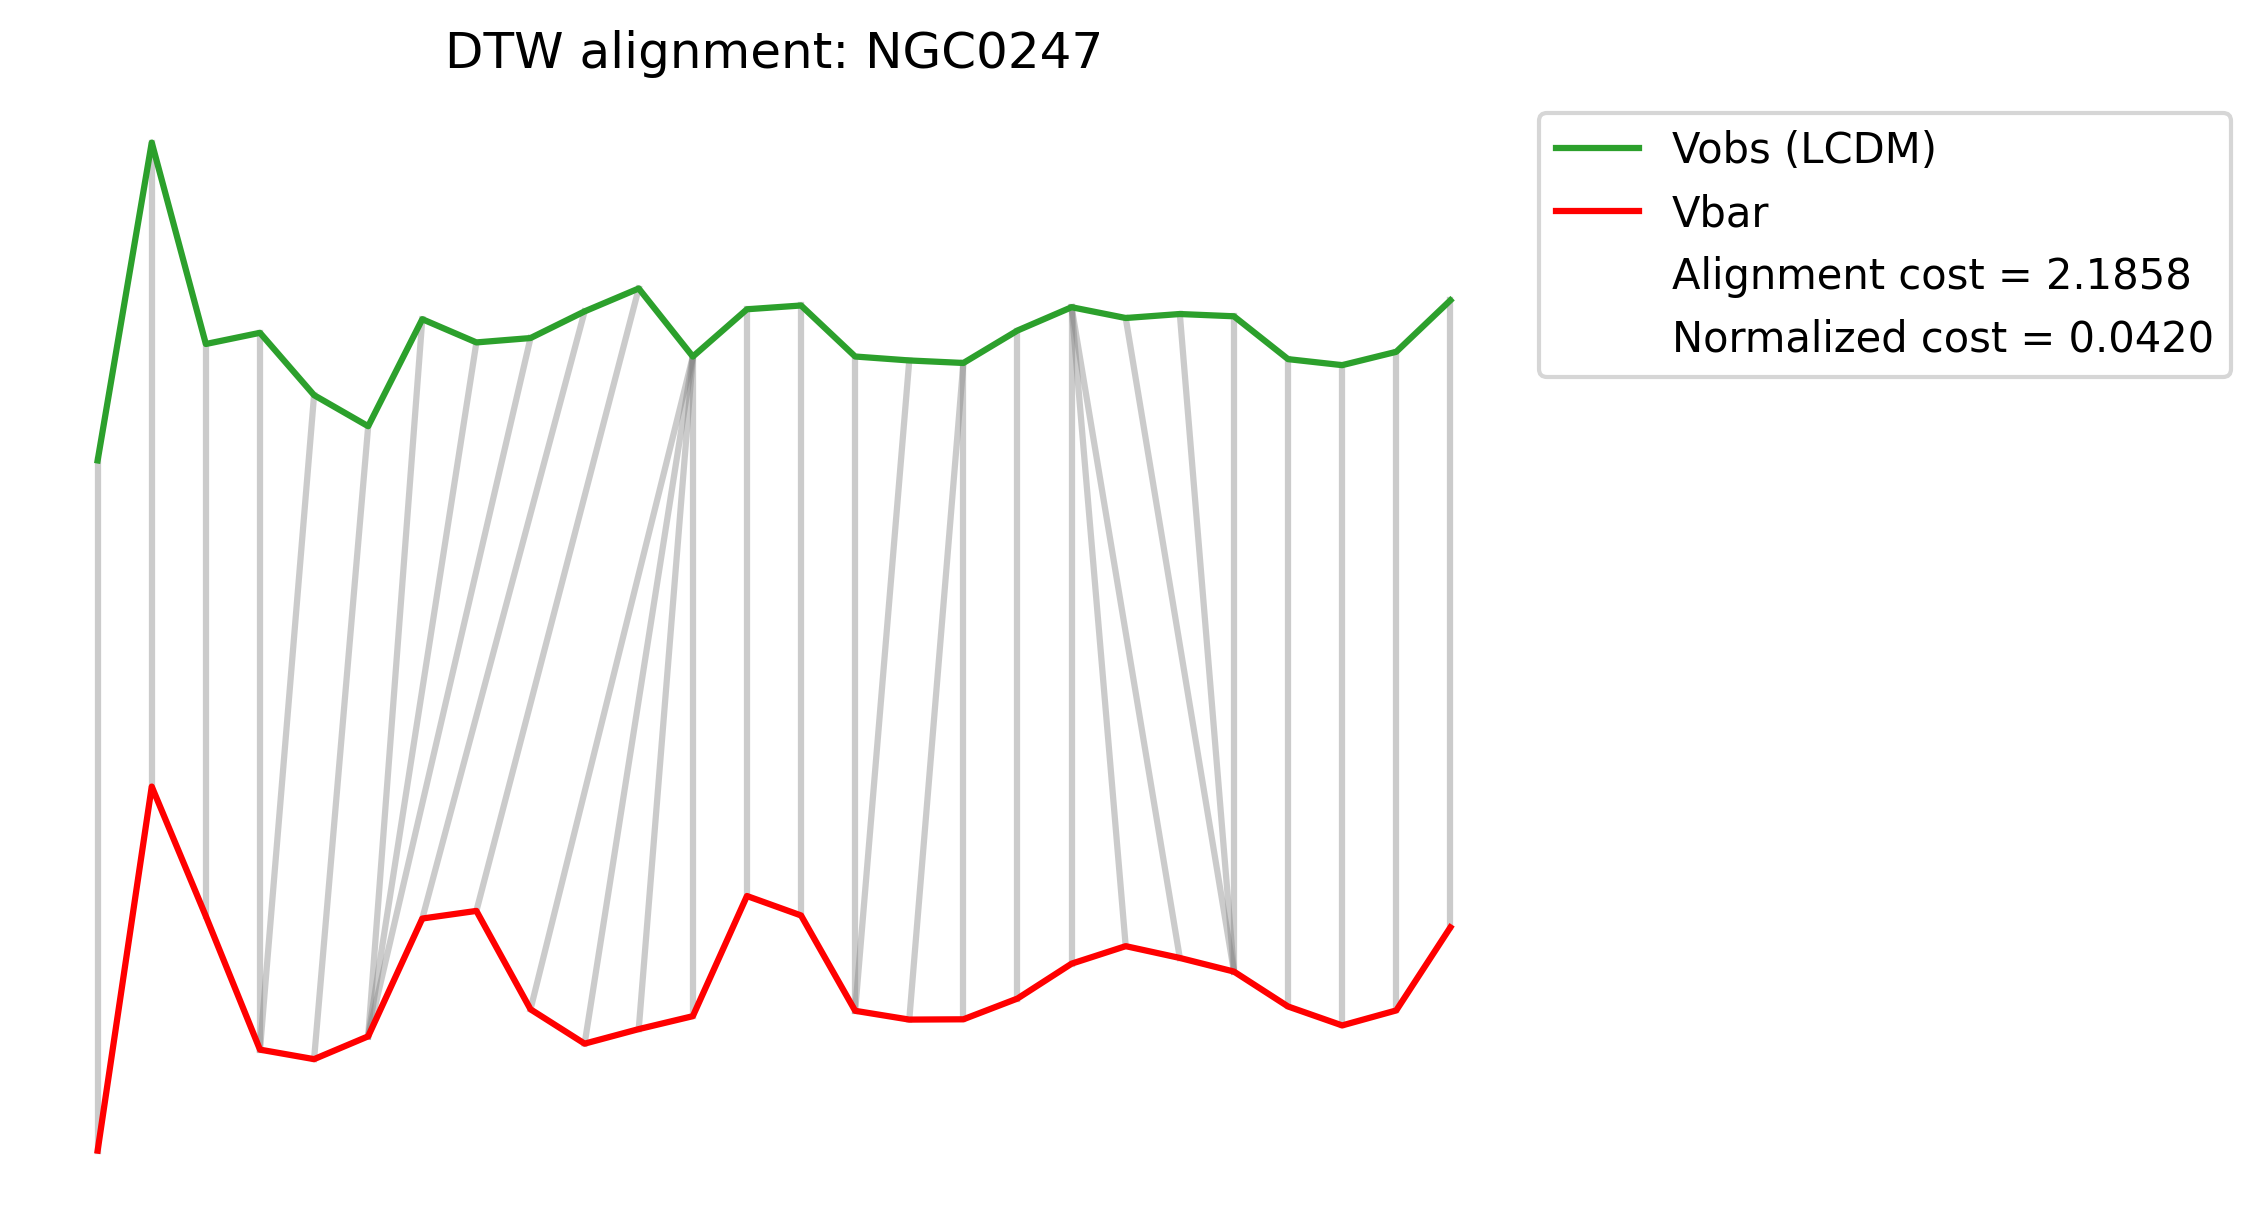 DTW alignment: NGC0247
Vobs (LCDM)
Vbar
Alignment cost = 2.1858
Normalized cost = 0.0420